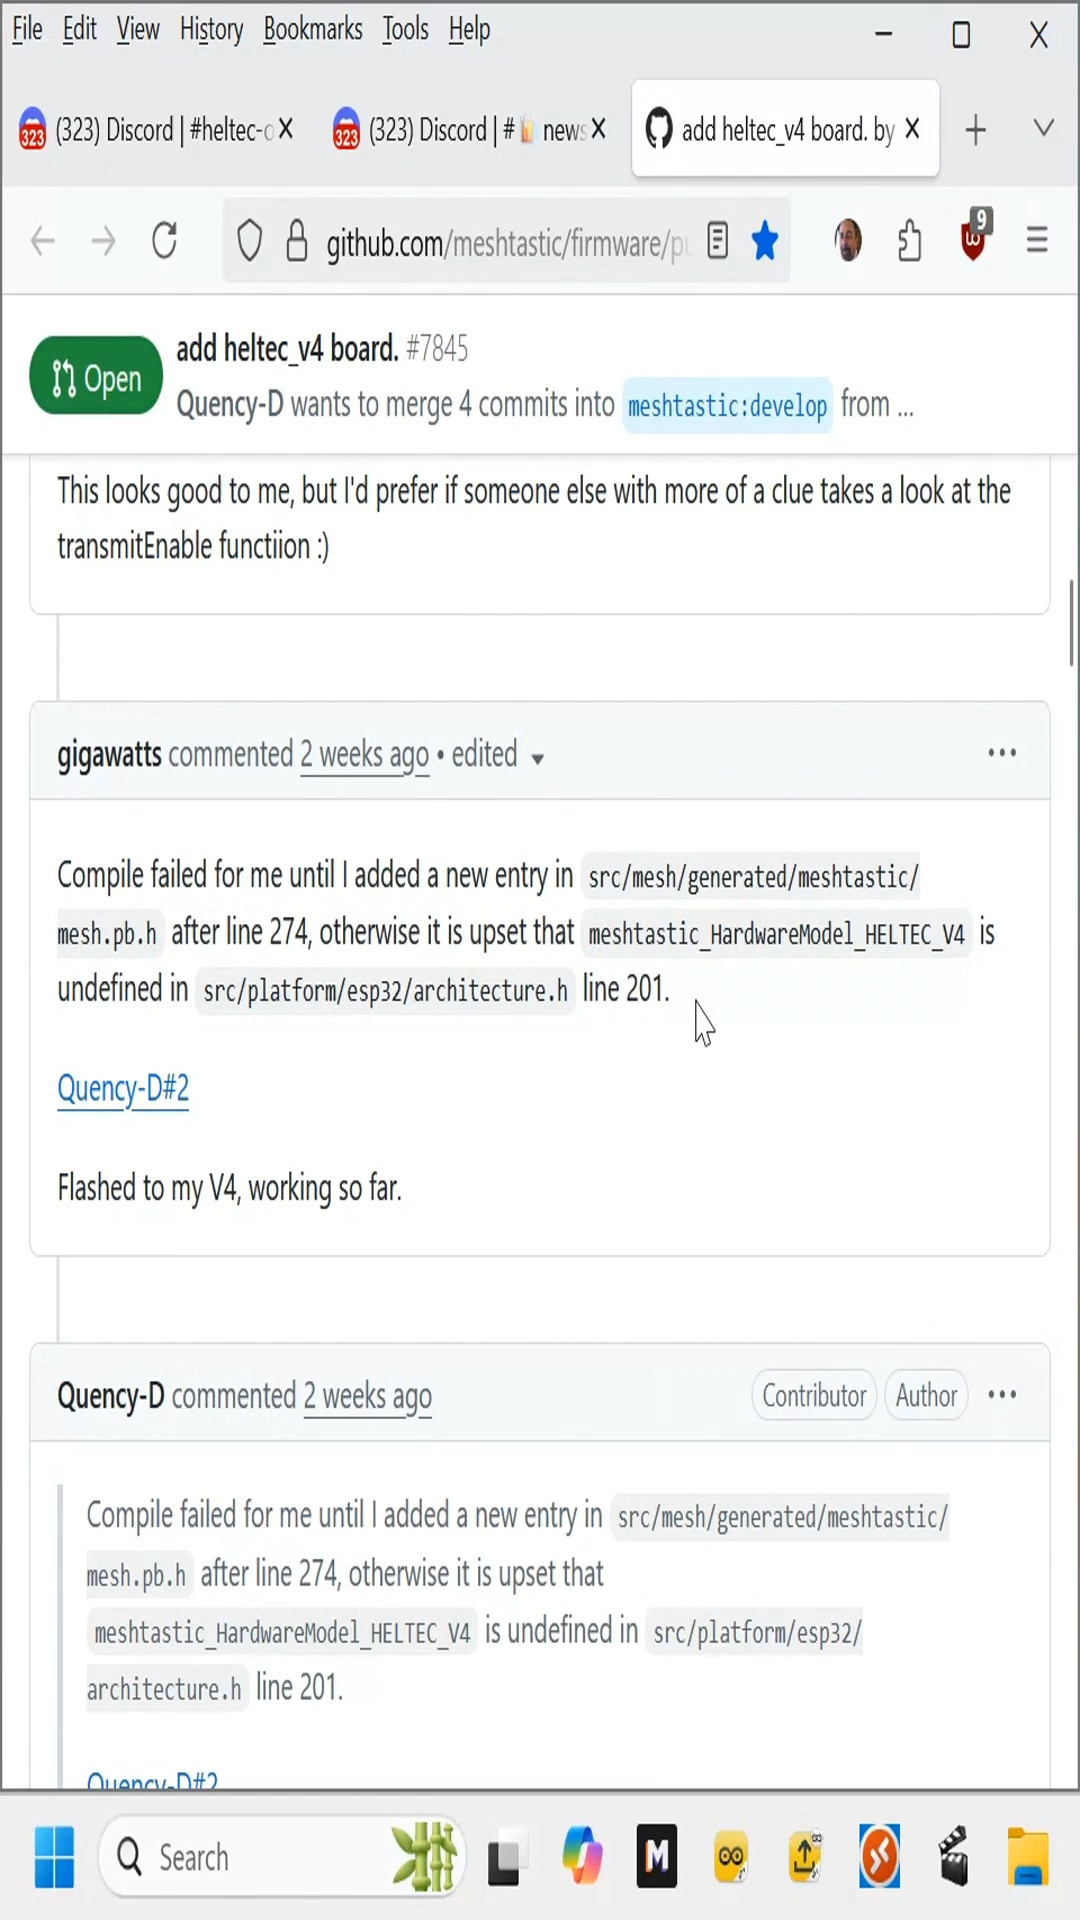 File Edit View History Bookmarks Tools Help
323 (323) Discord | #heltec-o 323 (323) Discord | # news add heltec_v4 board. by
github.com/meshtastic/firmware/pu 9
Open add heltec_v4 board. #7845
Quency-D wants to merge 4 commits into meshtastic:develop from ...
This looks good to me, but I'd prefer if someone else with more of a clue takes a look at the
transmitEnable functiion :)
gigawatts commented 2 weeks ago • edited
Compile failed for me until I added a new entry in src/mesh/generated/meshtastic/
mesh.pb.h after line 274, otherwise it is upset that meshtastic_HardwareModel_HELTEC_V4 is
undefined in src/platform/esp32/architecture.h line 201.
Quency-D#2
Flashed to my V4, working so far.
Quency-D commented 2 weeks ago Contributor Author
Compile failed for me until I added a new entry in src/mesh/generated/meshtastic/
mesh.pb.h after line 274, otherwise it is upset that
meshtastic_HardwareModel_HELTEC_V4 is undefined in src/platform/esp32/
architecture.h line 201.
Quency-D#2
Search M